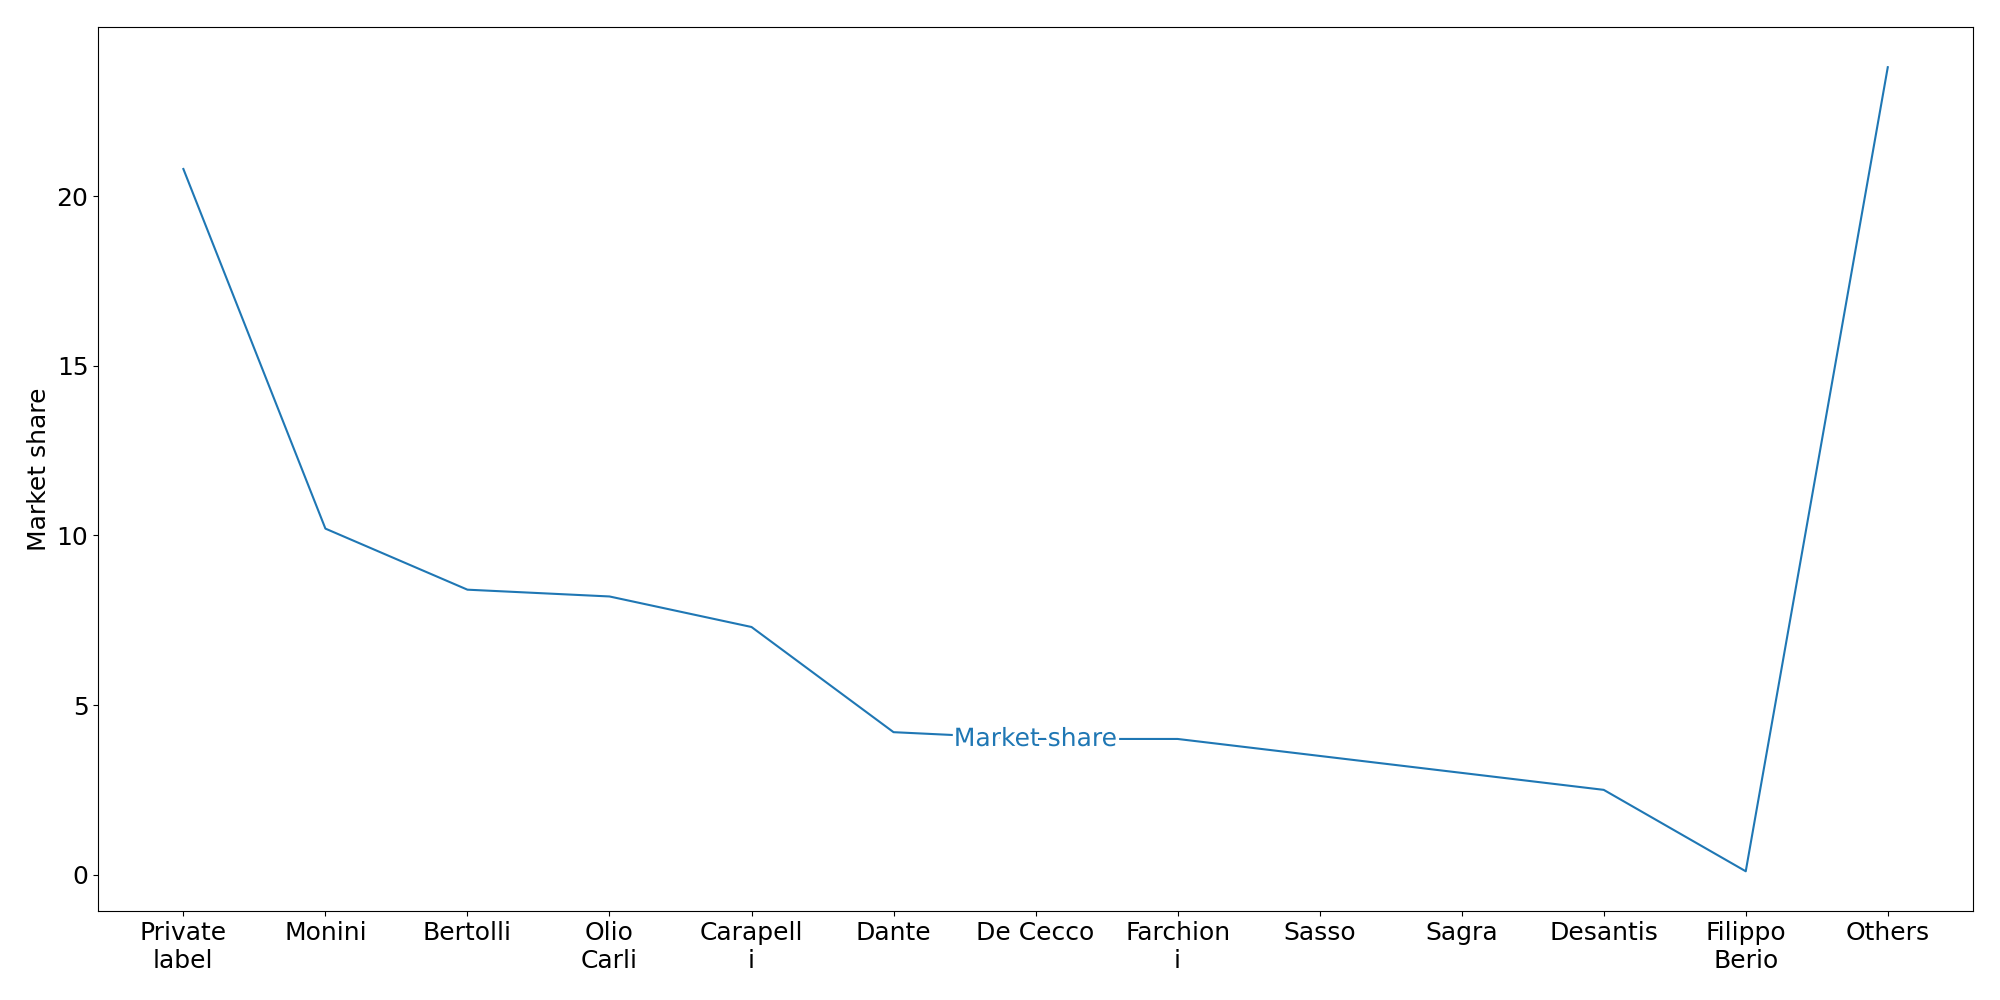 Market share
20
15
10
5
0
Market share
Private
label
Monini
Bertolli
Olio
Carli
Carapell
i
Dante
De Cecco
Farchion
i
Sasso
Sagra
Desantis
Filippo
Berio
Others